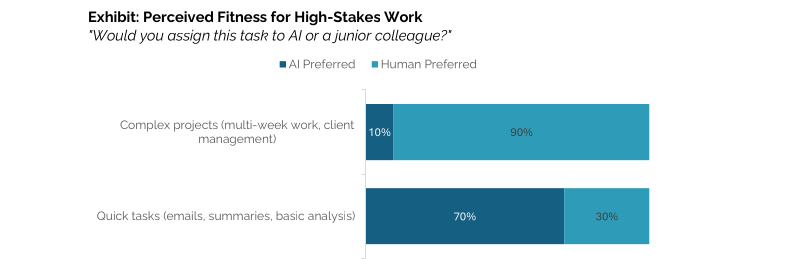 Exhibit: Perceived Fitness for High-Stakes Work
"Would you assign this task to AI or a junior colleague?"
AI Preferred Human Preferred
Complex projects (multi-week work, client
management)
10% 90%
Quick tasks (emails, summaries, basic analysis) 70% 30%